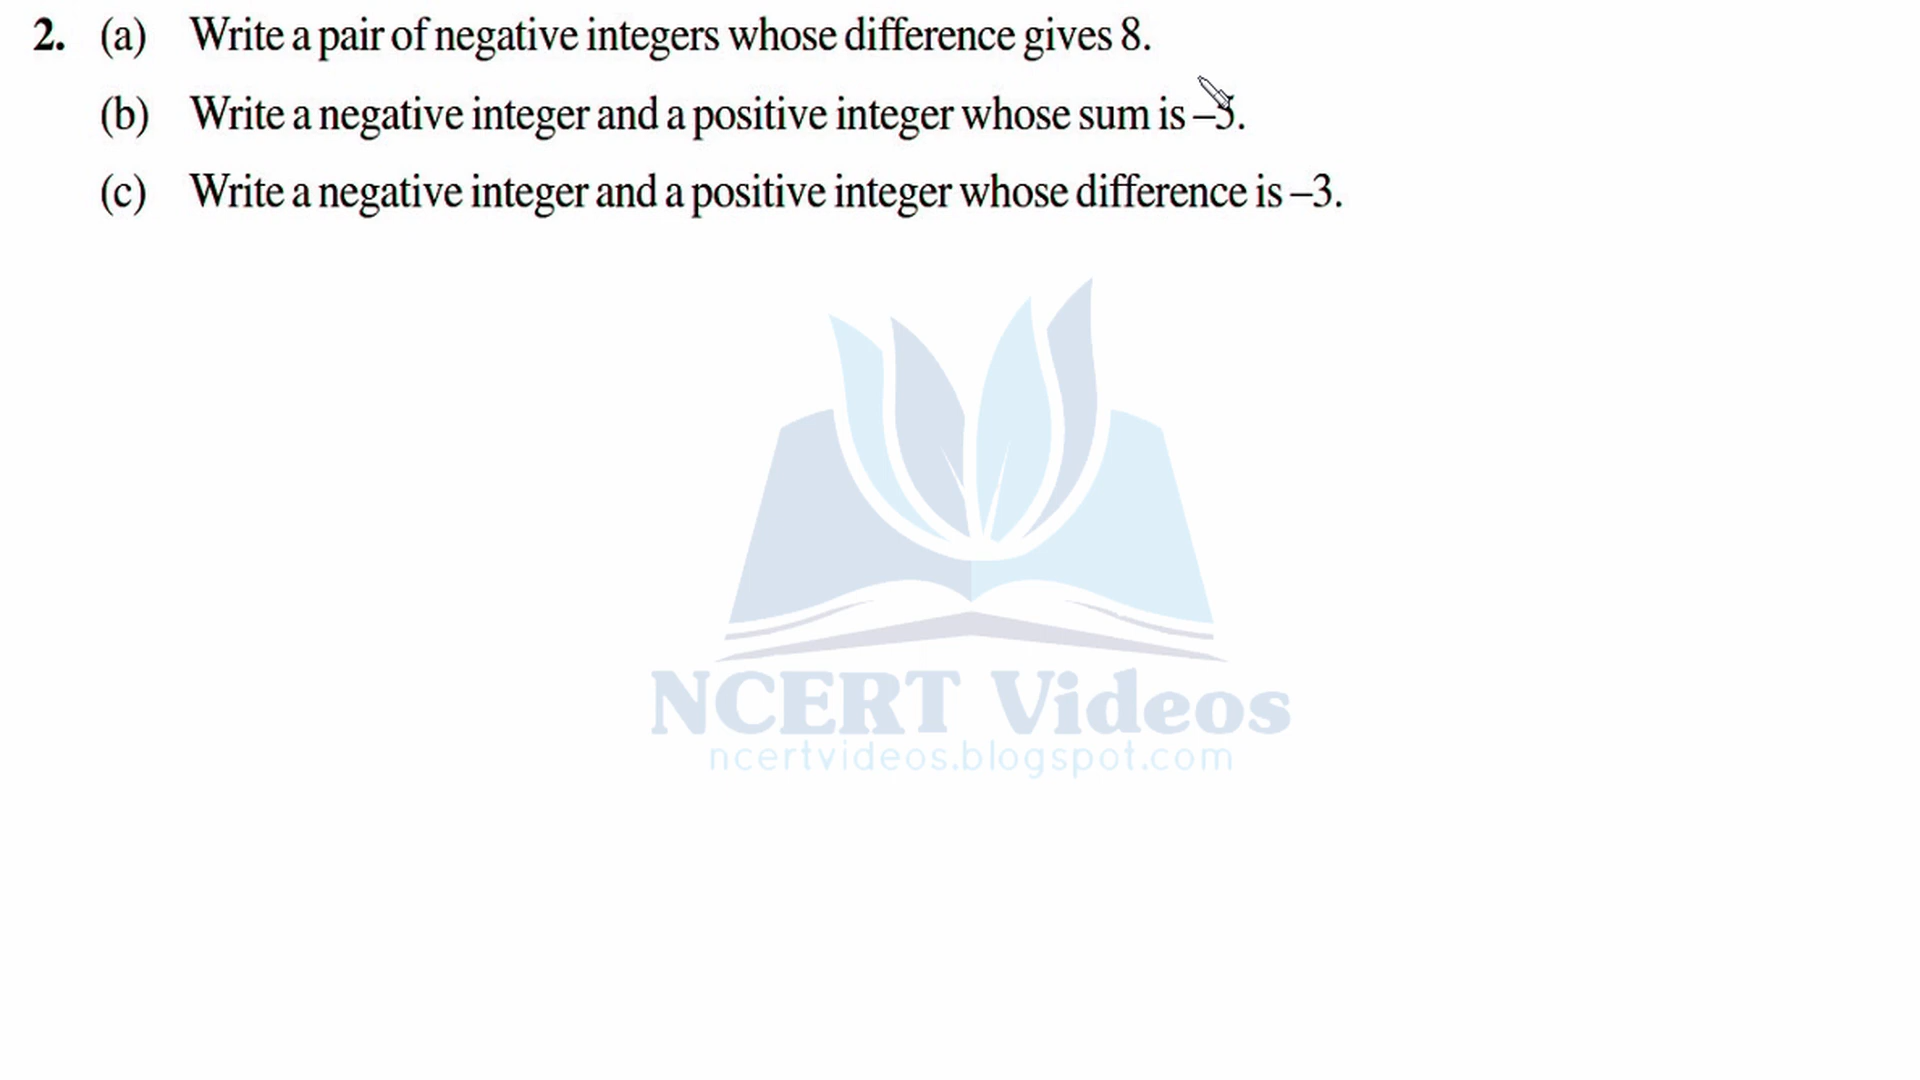 2. (a) Write a pair of negative integers whose difference gives 8.
(b) Write a negative integer and a positive integer whose sum is –5.
(c) Write a negative integer and a positive integer whose difference is –3.
NCERT Videos
ncertvideos.blogspot.com